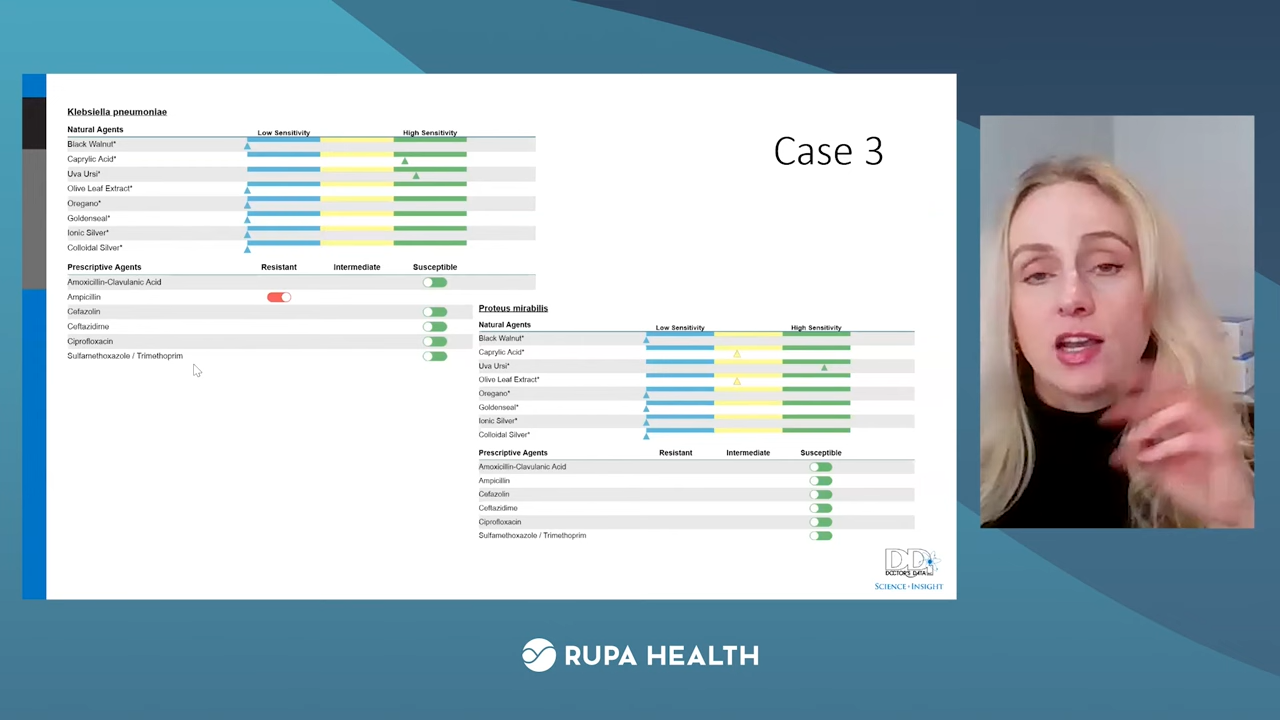 Case 3
Klebsiella pneumoniae
Natural Agents
Low Sensitivity High Sensitivity
Black Walnut*
Caprylic Acid*
Uva Ursi*
Olive Leaf Extract*
Oregano*
Goldenseal*
Ionic Silver*
Colloidal Silver*
Prescriptive Agents Resistant Intermediate Susceptible
Amoxicillin-Clavulanic Acid
Ampicillin
Cefazolin
Ceftazidime
Ciprofloxacin
Sulfamethoxazole / Trimethoprim
Proteus mirabilis
Natural Agents
Low Sensitivity High Sensitivity
Black Walnut*
Caprylic Acid*
Uva Ursi*
Olive Leaf Extract*
Oregano*
Goldenseal*
Ionic Silver*
Colloidal Silver*
Prescriptive Agents Resistant Intermediate Susceptible
Amoxicillin-Clavulanic Acid
Ampicillin
Cefazolin
Ceftazidime
Ciprofloxacin
Sulfamethoxazole / Trimethoprim
DDI
DOCTOR'S DATA INC.
SCIENCE + INSIGHT
RUPA HEALTH